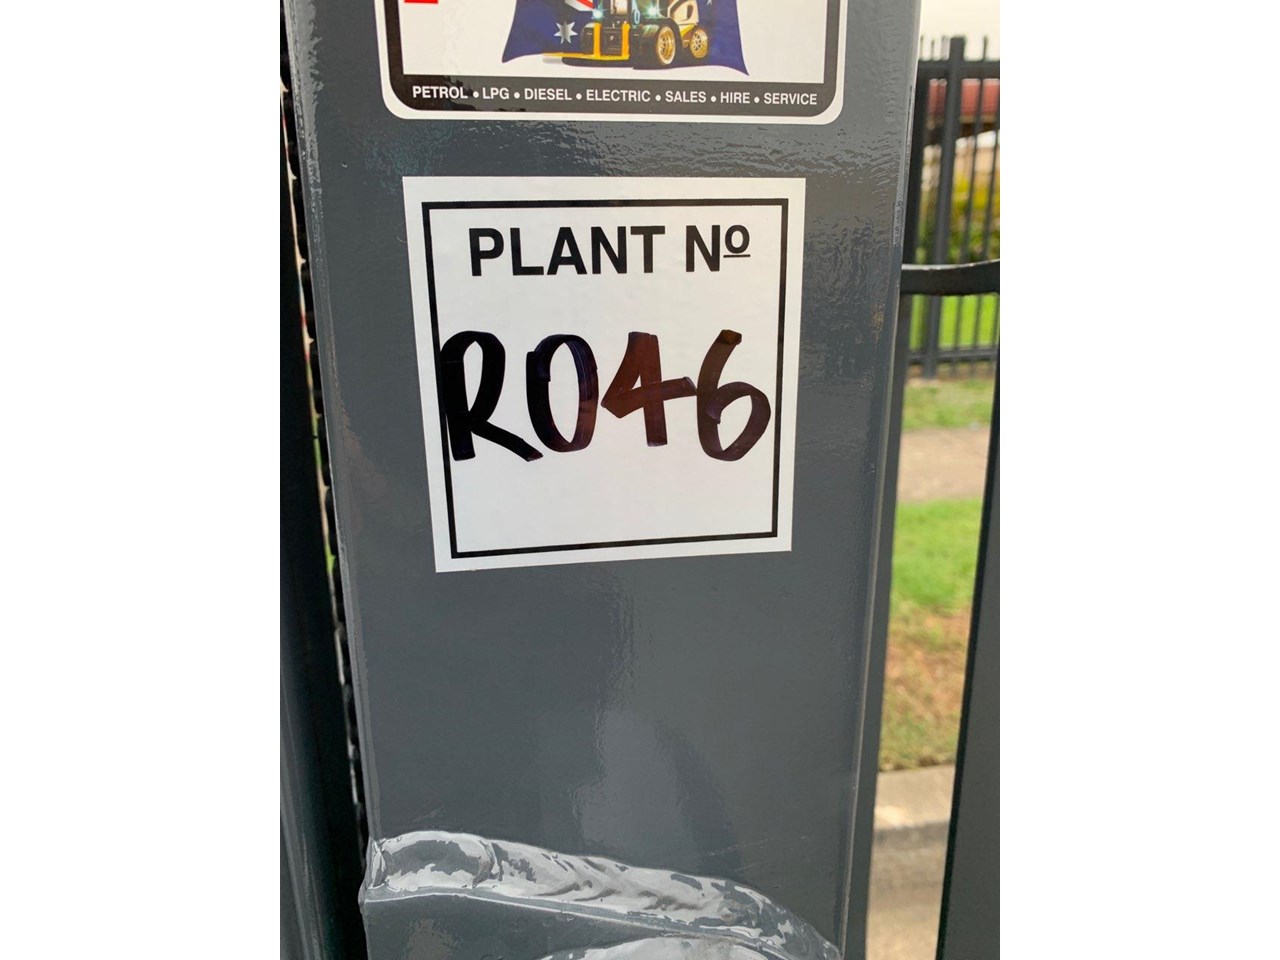 PETROL • LPG • DIESEL • ELECTRIC • SALES • HIRE • SERVICE
PLANT Nº
R046